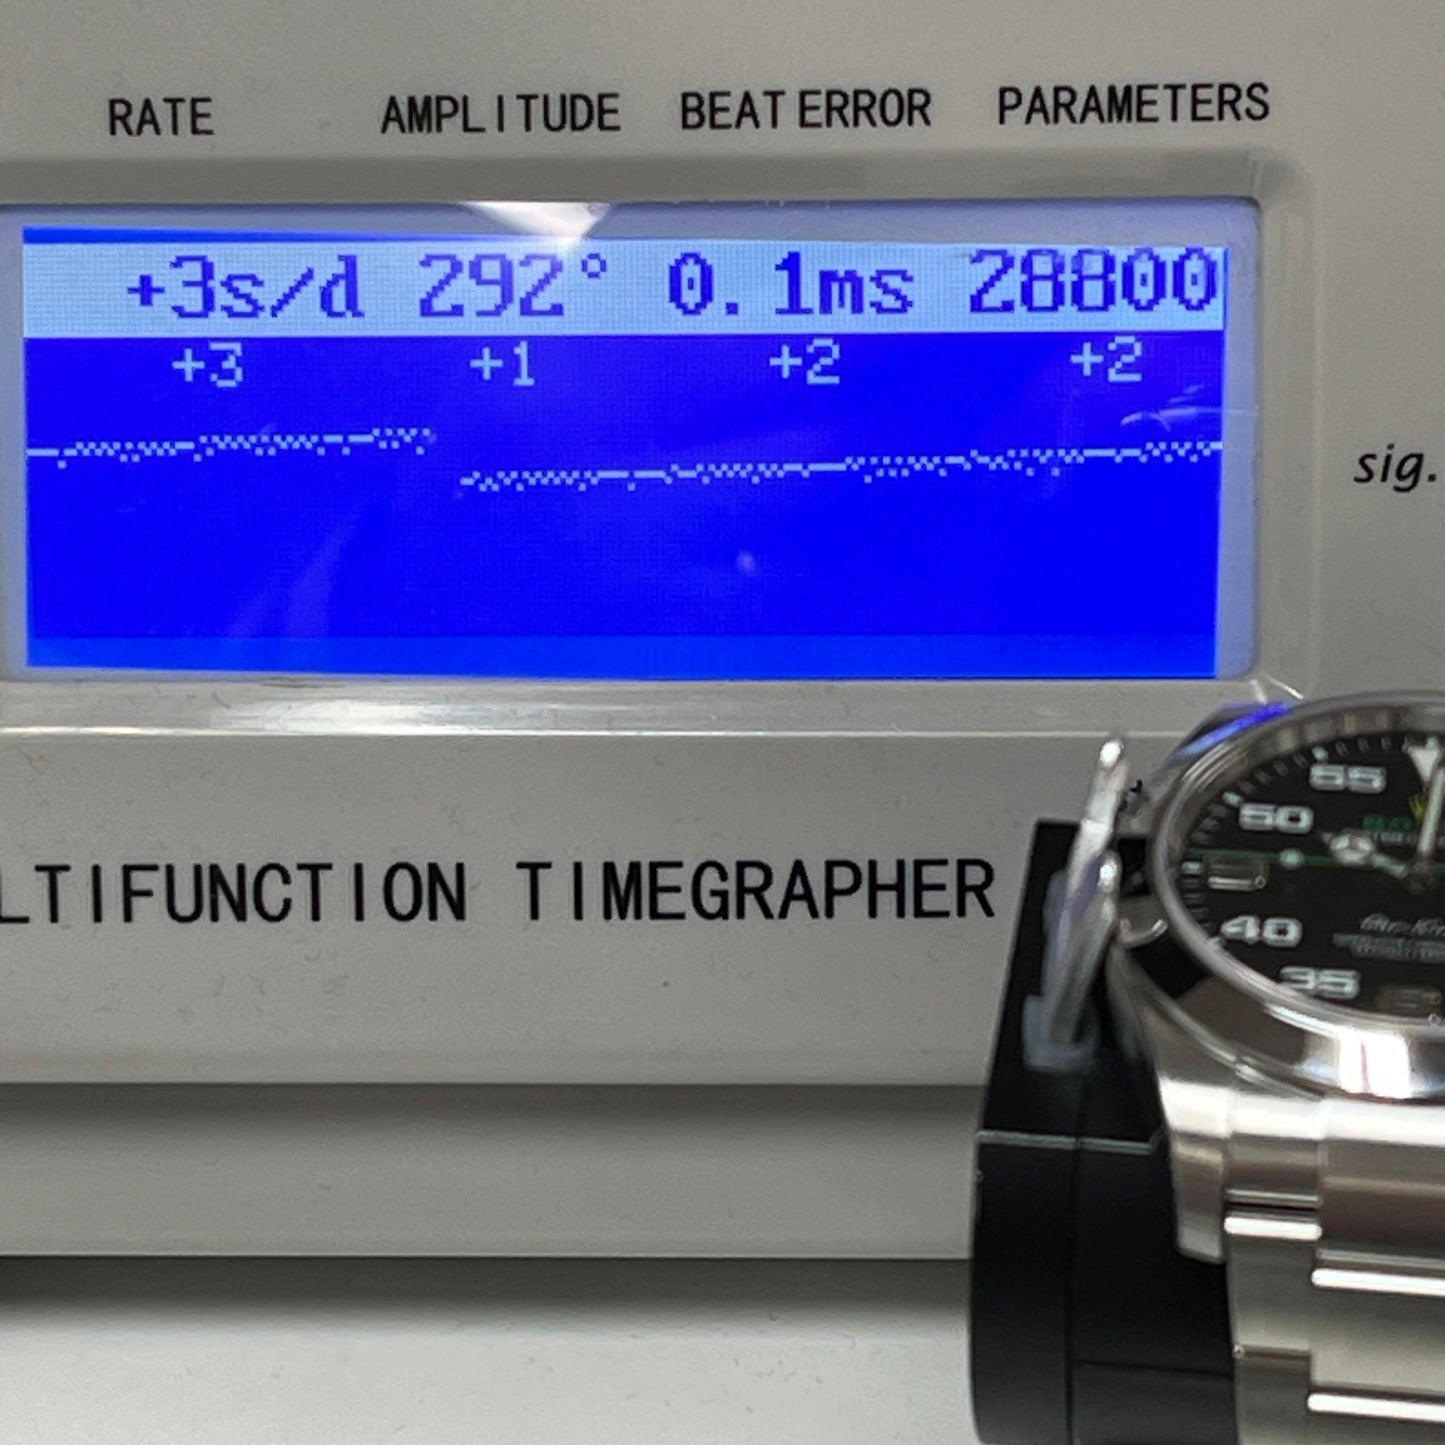 RATE AMPLITUDE BEAT ERROR PARAMETERS
+3s/d 292° 0.1ms 28800
+3 +1 +2 +2
sig.
LTIFUNCTION TIMEGRAPHER
55
50
40
35